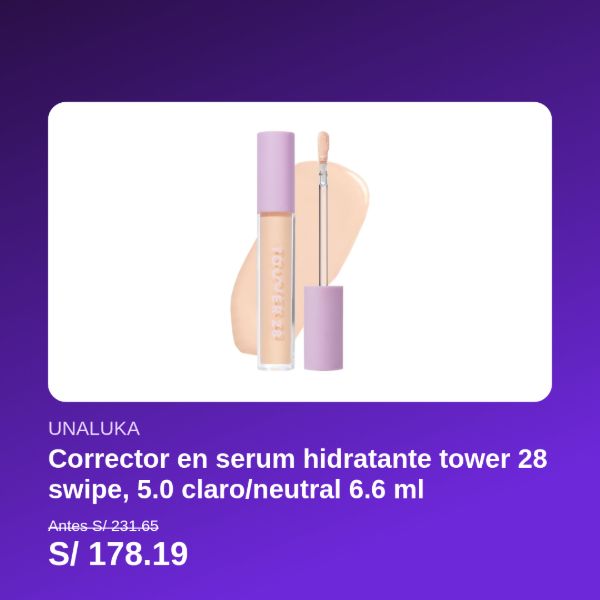 TOWER28
UNALUKA
Corrector en serum hidratante tower 28
swipe, 5.0 claro/neutral 6.6 ml
Antes S/ 231.65
S/ 178.19